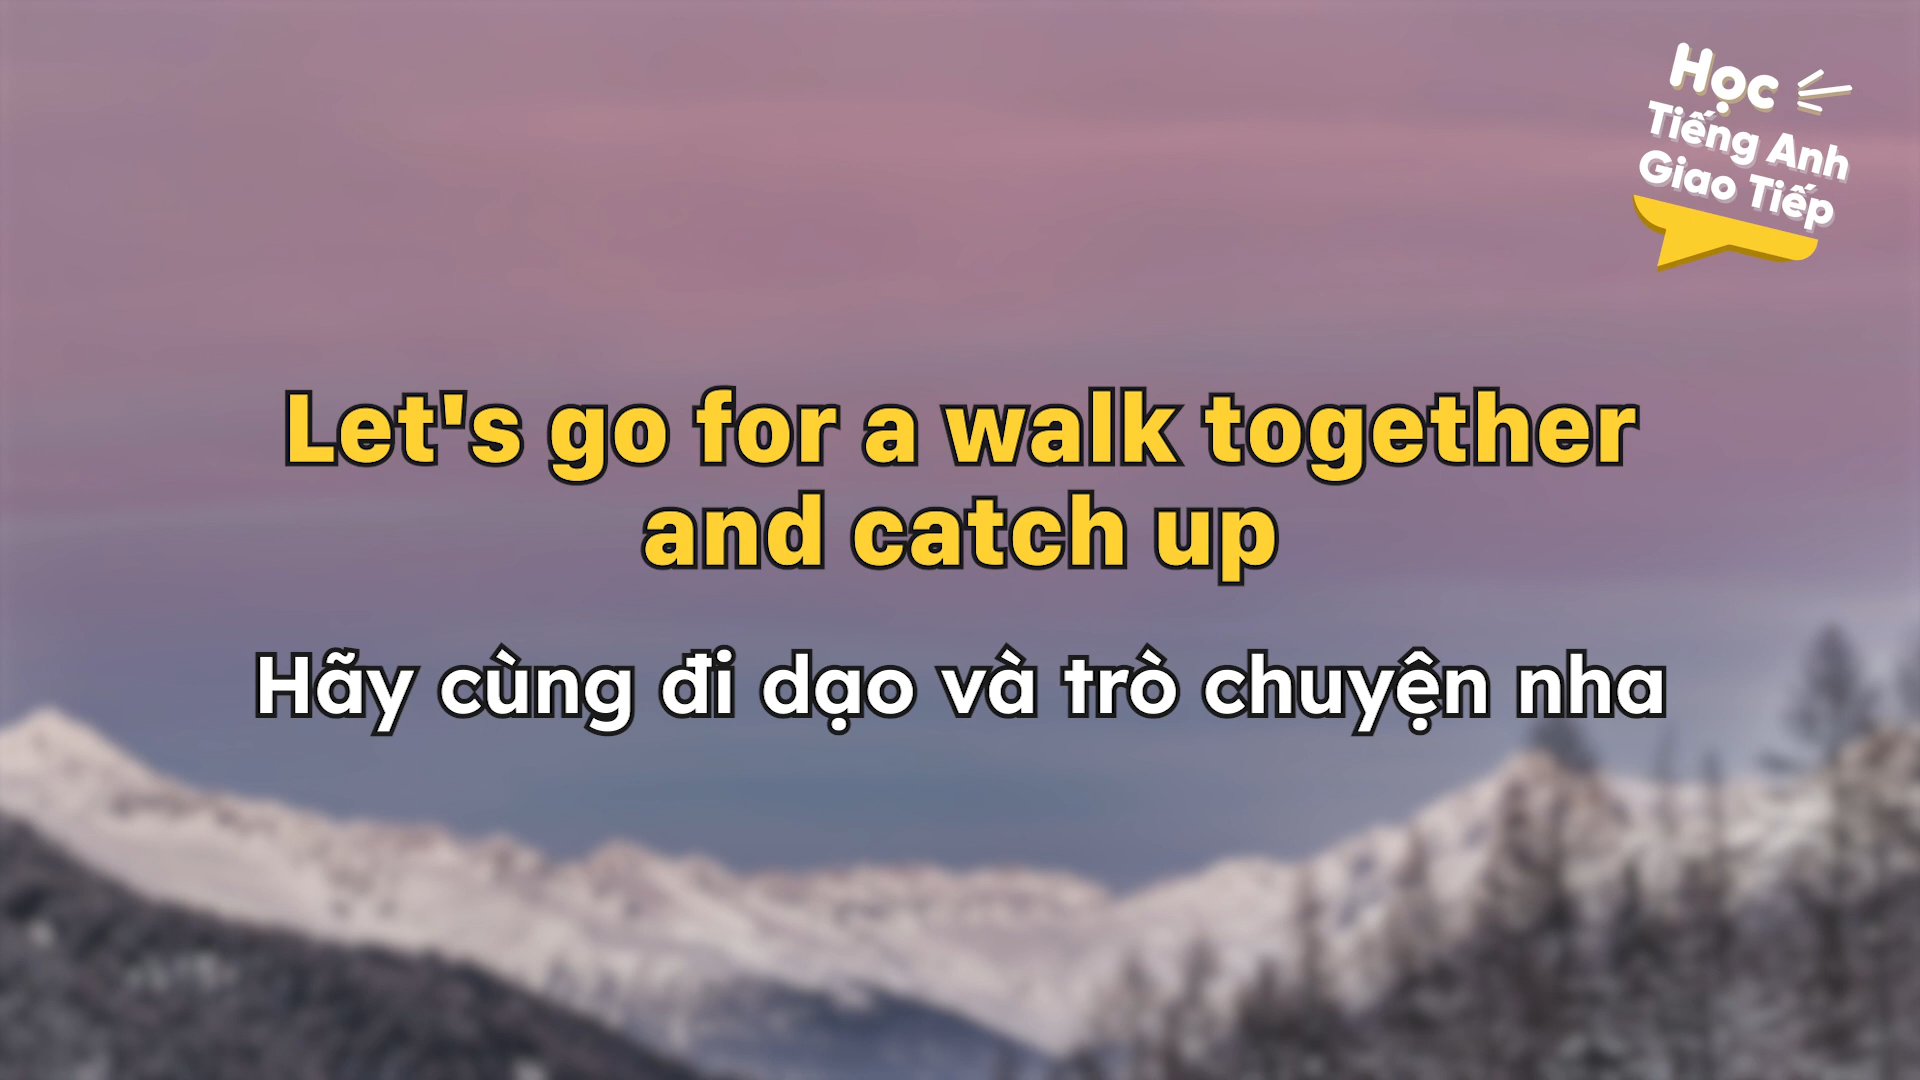 Học
Tiếng Anh
Giao Tiếp
Let's go for a walk together
and catch up
Hãy cùng đi dạo và trò chuyện nha